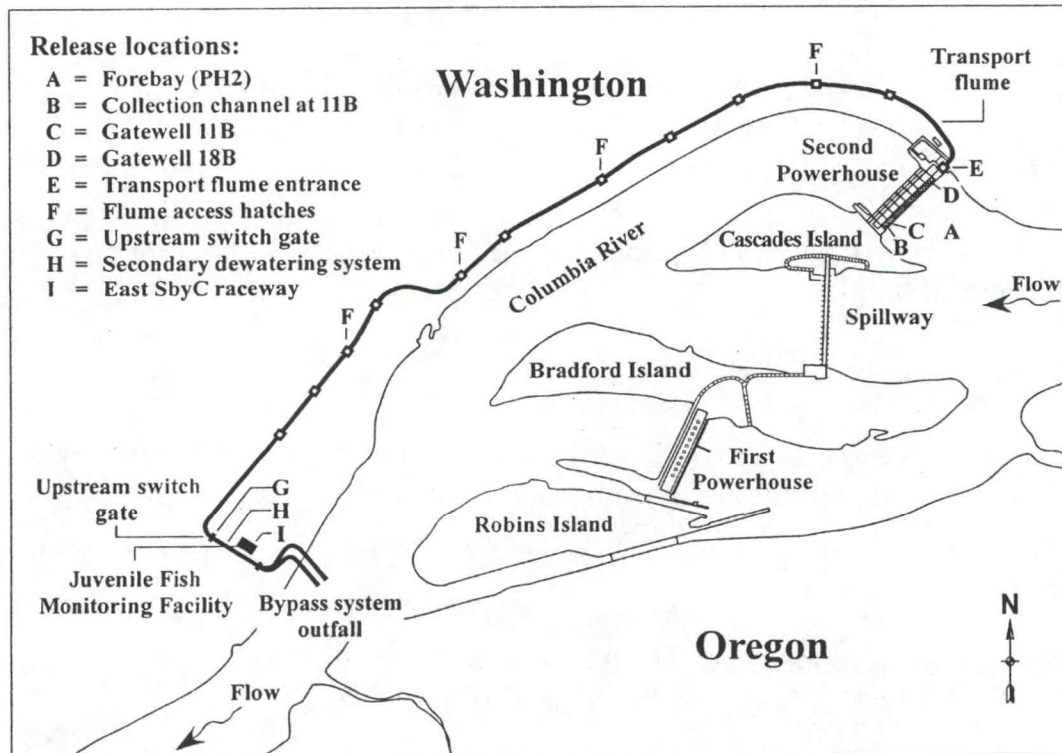 Release locations:
A = Forebay (PH2)
B = Collection channel at 11B
C = Gatewell 11B
D = Gatewell 18B
E = Transport flume entrance
F = Flume access hatches
G = Upstream switch gate
H = Secondary dewatering system
I = East SbyC raceway
Washington
F
Transport
flume
Second
Powerhouse
E
D
C
A
B
F
Cascades Island
Columbia River
Flow
Spillway
F
F
Bradford Island
First
Powerhouse
Robins Island
Upstream switch
gate
G
H
I
Juvenile Fish
Monitoring Facility
Bypass system
outfall
N
Oregon
Flow